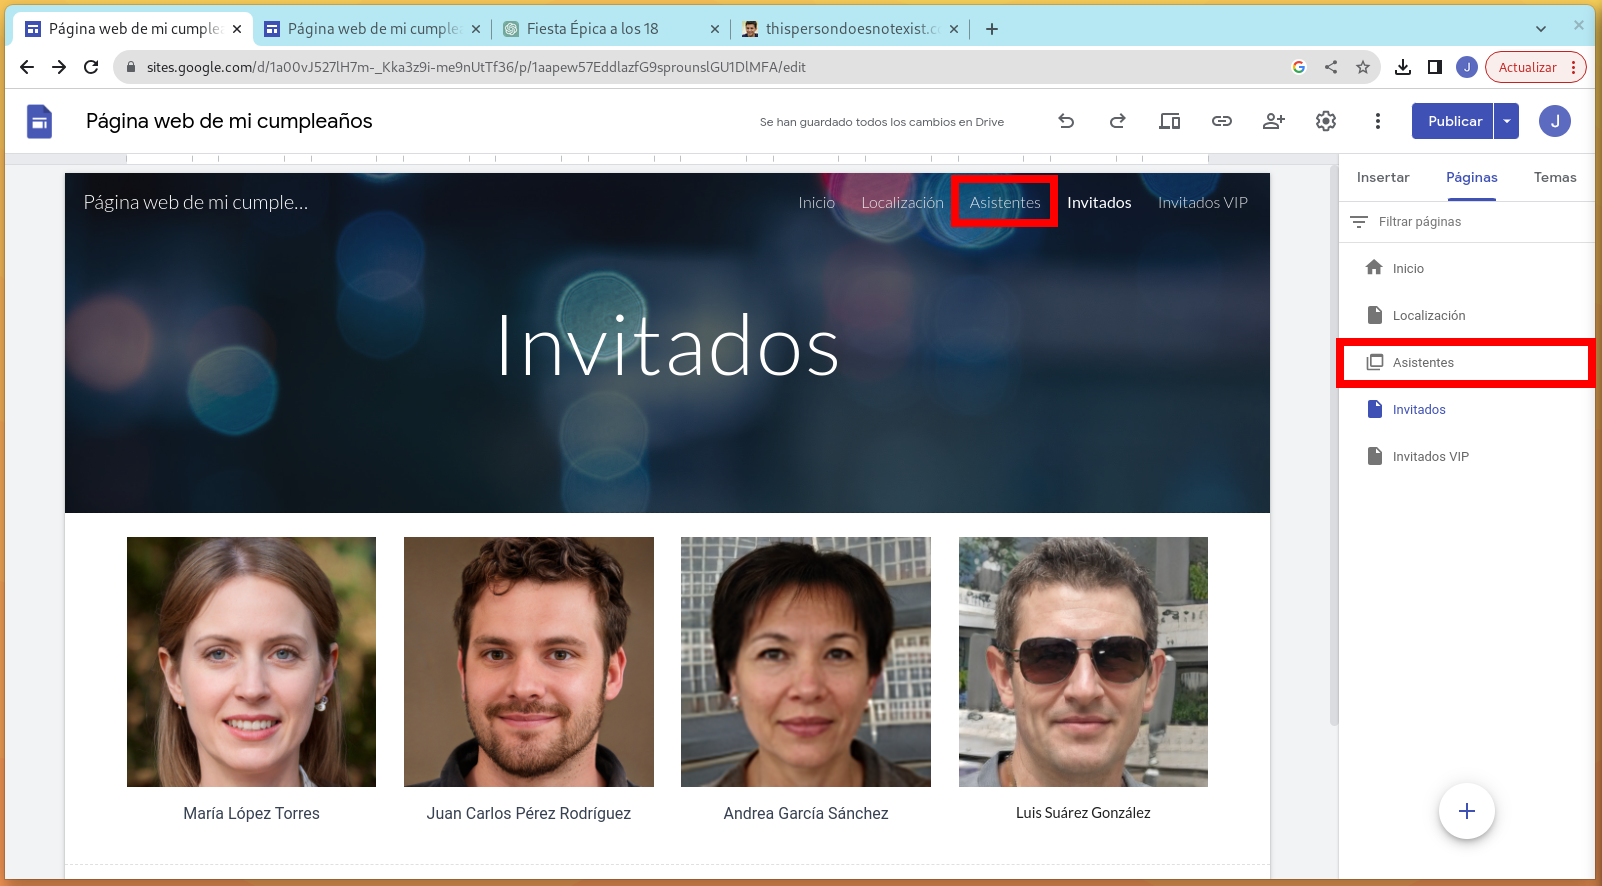 Página web de mi cumplea
Página web de mi cumplea
Fiesta Épica a los 18
thispersondoesnotexist.c
sites.google.com/d/1a00vJ527lH7m-_Kka3z9i-me9nUtTf36/p/1aapew57EddlazfG9sprounslGU1DlMFA/edit
J
Actualizar
Página web de mi cumpleaños
Se han guardado todos los cambios en Drive
Publicar
J
Insertar Páginas Temas
Página web de mi cumple...
Inicio Localización Asistentes Invitados Invitados VIP
Filtrar páginas
Inicio
Localización
Asistentes
Invitados
Invitados VIP
Invitados
María López Torres
Juan Carlos Pérez Rodríguez
Andrea García Sánchez
Luis Suárez González